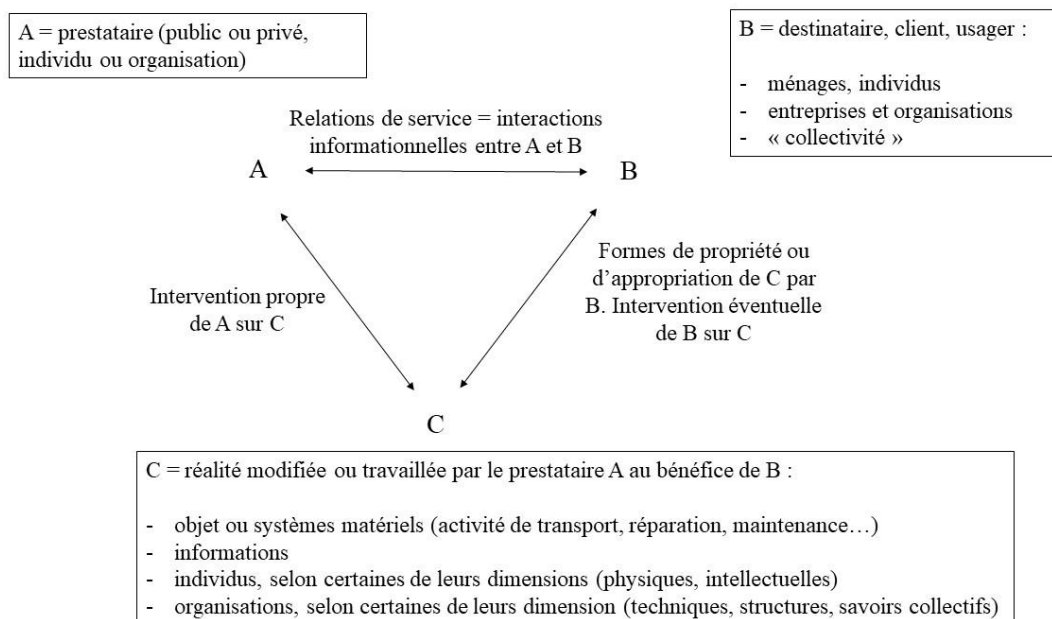 A = prestataire (public ou privé,
individu ou organisation)
B = destinataire, client, usager :
- ménages, individus
- entreprises et organisations
- « collectivité »
Relations de service = interactions
informationnelles entre A et B
A
B
Intervention propre
de A sur C
Formes de propriété ou
d’appropriation de C par
B. Intervention éventuelle
de B sur C
C
C = réalité modifiée ou travaillée par le prestataire A au bénéfice de B :
- objet ou systèmes matériels (activité de transport, réparation, maintenance…)
- informations
- individus, selon certaines de leurs dimensions (physiques, intellectuelles)
- organisations, selon certaines de leurs dimension (techniques, structures, savoirs collectifs)